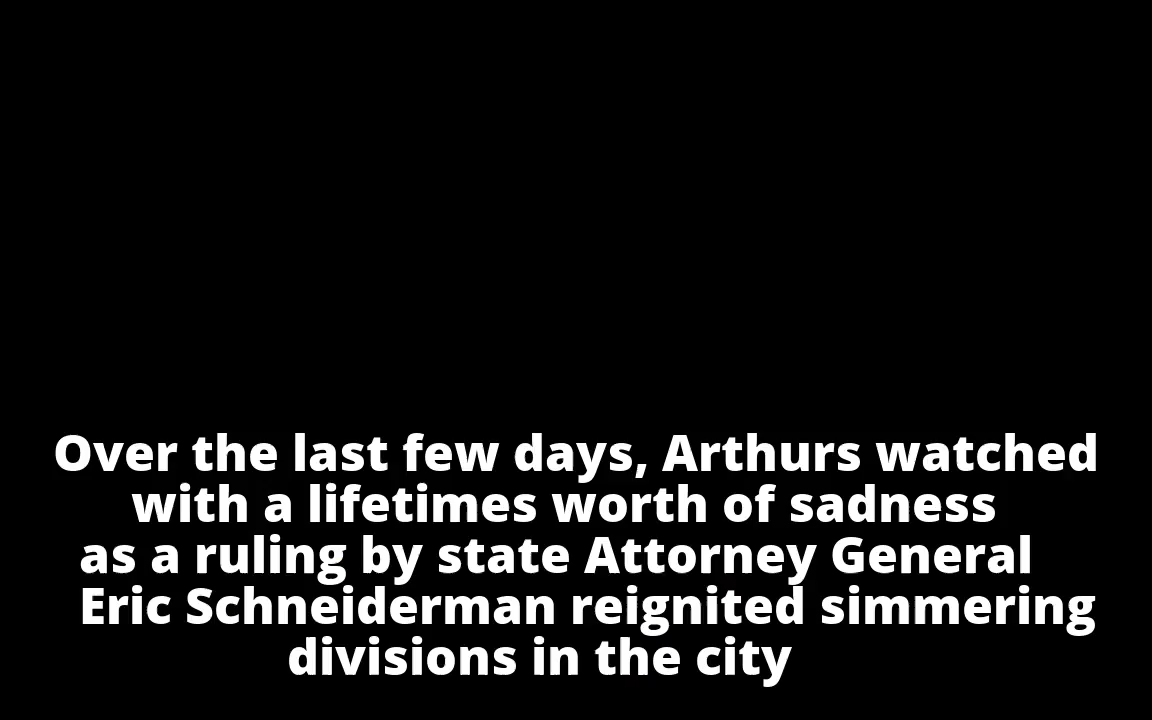 Over the last few days, Arthurs watched
with a lifetimes worth of sadness
as a ruling by state Attorney General
Eric Schneiderman reignited simmering
divisions in the city